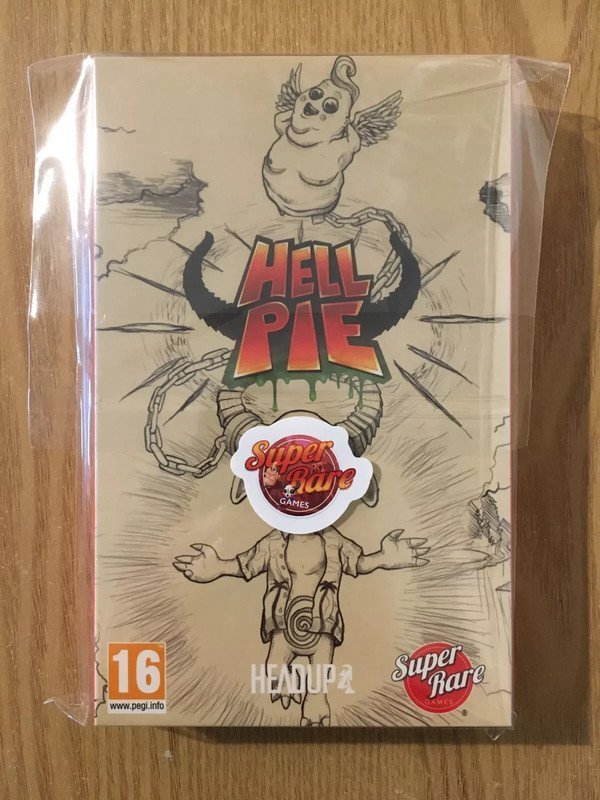 HELL
PIE
Super
Rare
GAMES
16
www.pegi.info
HEADUP
Super
Rare
GAMES
®